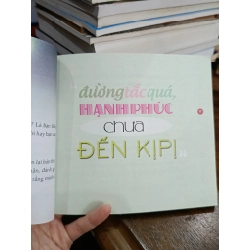 đường tắc quá,
HẠNH PHÚC
chưa
ĐẾN KỊP